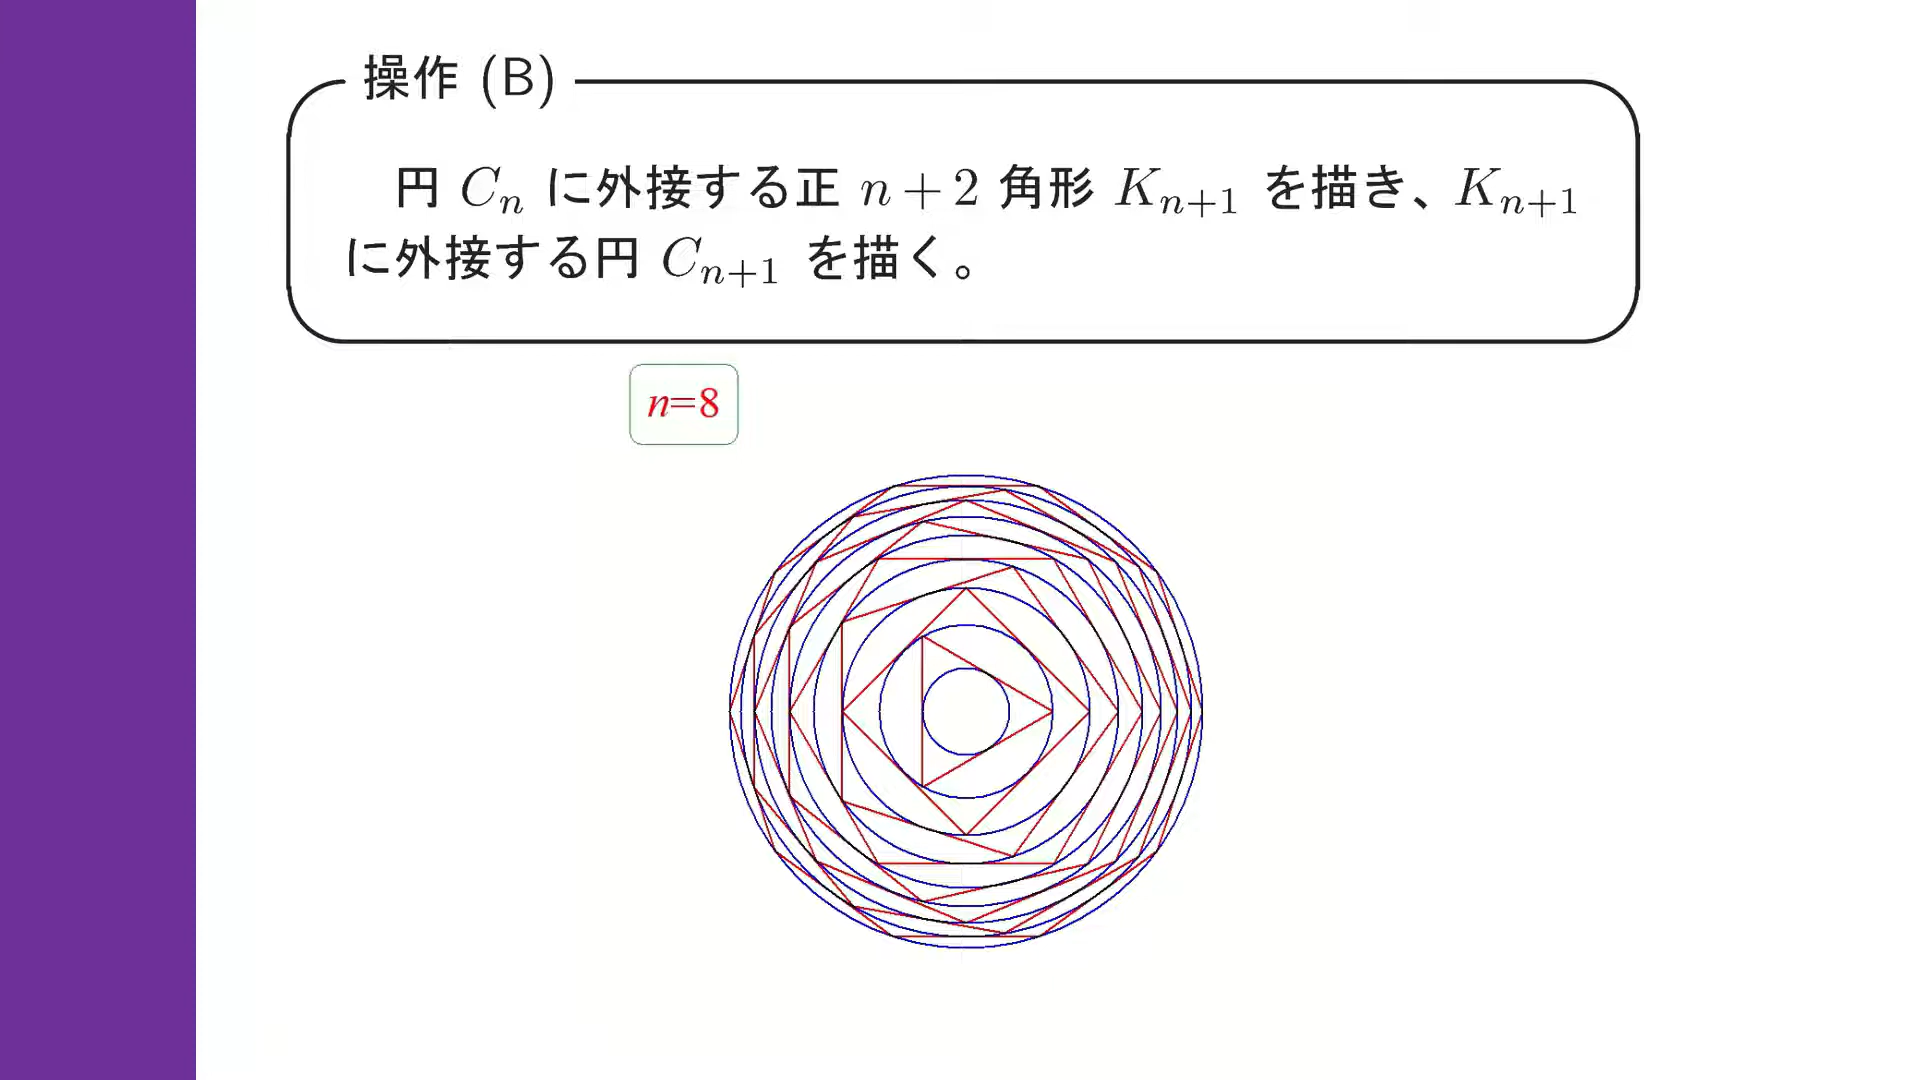 操作 (B)
円 Cₙ に外接する正 n + 2 角形 Kₙ₊₁ を描き、Kₙ₊₁
に外接する円 Cₙ₊₁ を描く。
n=8